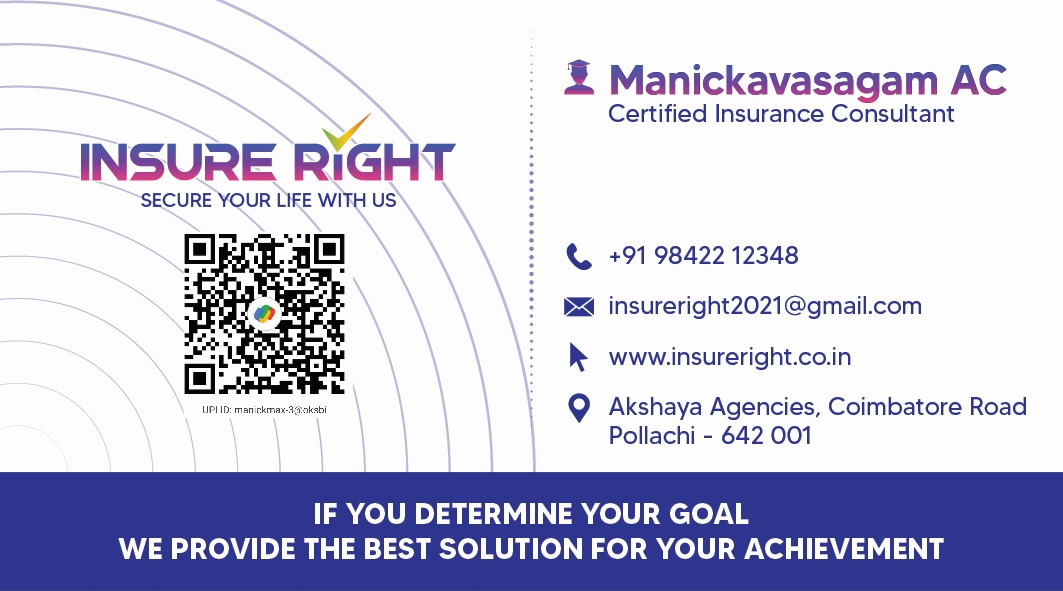 INSURE RIGHT
SECURE YOUR LIFE WITH US
UPI ID: manickmax-3@oksbi
Manickavasagam AC
Certified Insurance Consultant
+91 98422 12348
insureright2021@gmail.com
www.insureright.co.in
Akshaya Agencies, Coimbatore Road
Pollachi - 642 001
IF YOU DETERMINE YOUR GOAL
WE PROVIDE THE BEST SOLUTION FOR YOUR ACHIEVEMENT